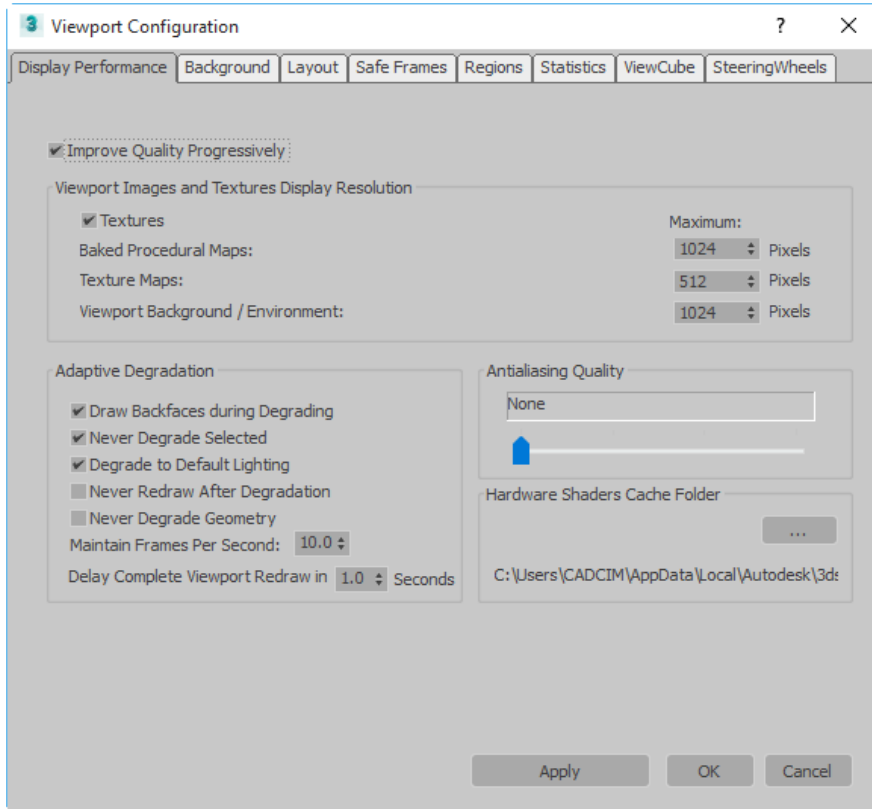 3 Viewport Configuration ? X
Display Performance Background Layout Safe Frames Regions Statistics ViewCube SteeringWheels
Improve Quality Progressively
Viewport Images and Textures Display Resolution
Textures Maximum:
Baked Procedural Maps: 1024 Pixels
Texture Maps: 512 Pixels
Viewport Background / Environment: 1024 Pixels
Adaptive Degradation
Draw Backfaces during Degrading
Never Degrade Selected
Degrade to Default Lighting
Never Redraw After Degradation
Never Degrade Geometry
Maintain Frames Per Second: 10.0
Delay Complete Viewport Redraw in 1.0 Seconds
Antialiasing Quality
None
Hardware Shaders Cache Folder
...
C:\Users\CADCIM\AppData\Local\Autodesk\3ds
Apply OK Cancel